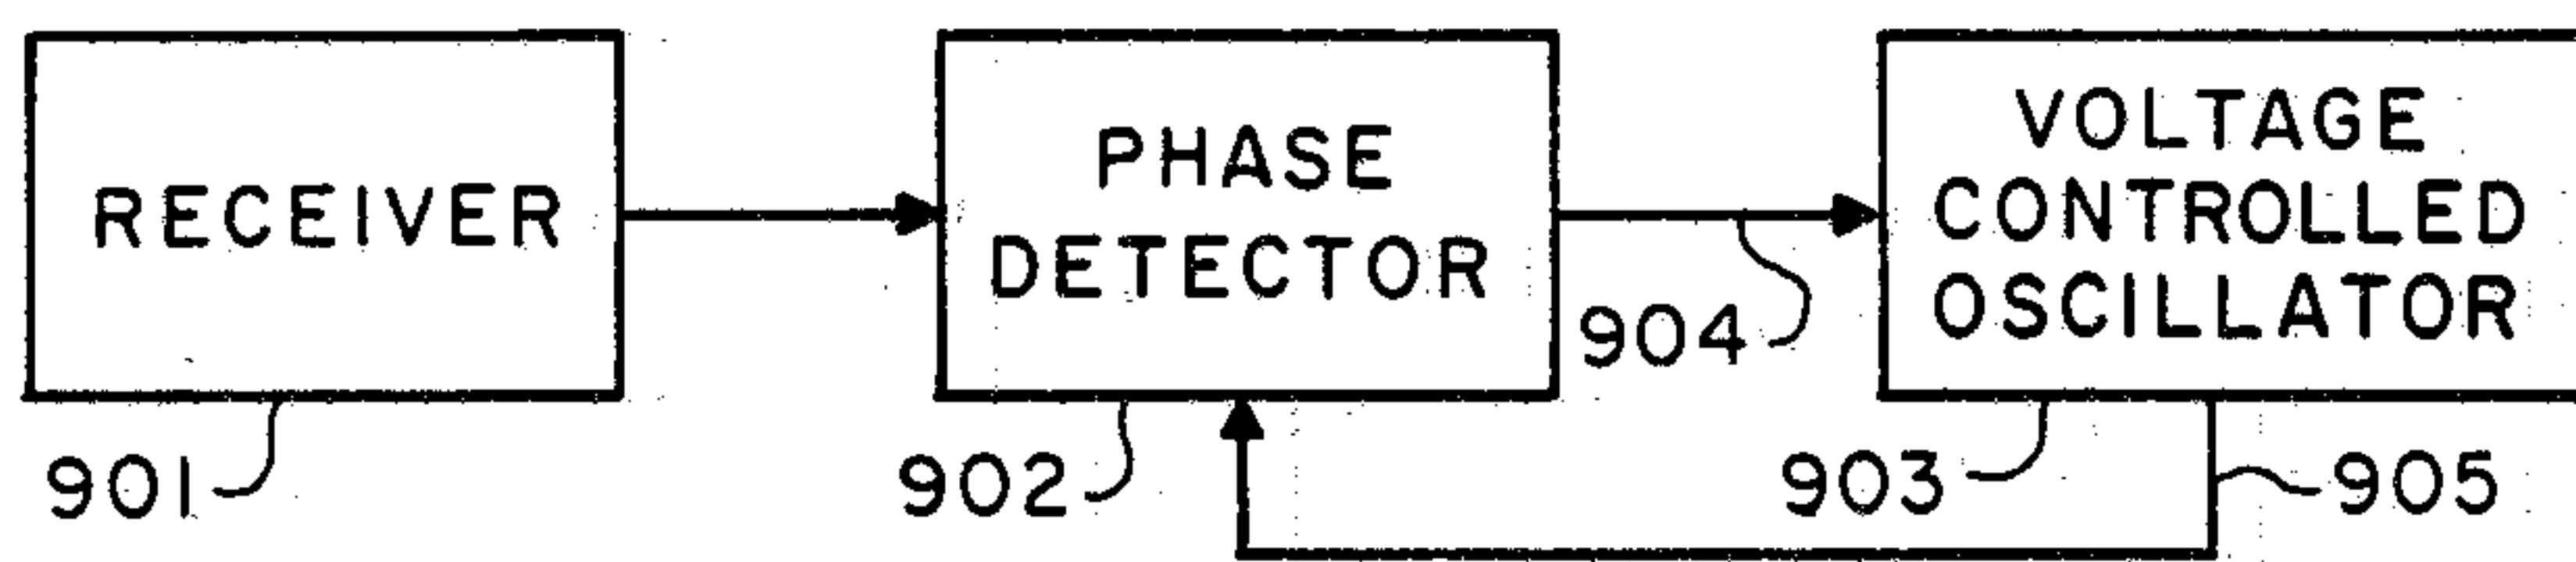 RECEIVER
PHASE
DETECTOR
VOLTAGE
CONTROLLED
OSCILLATOR
904
901
902
903
905